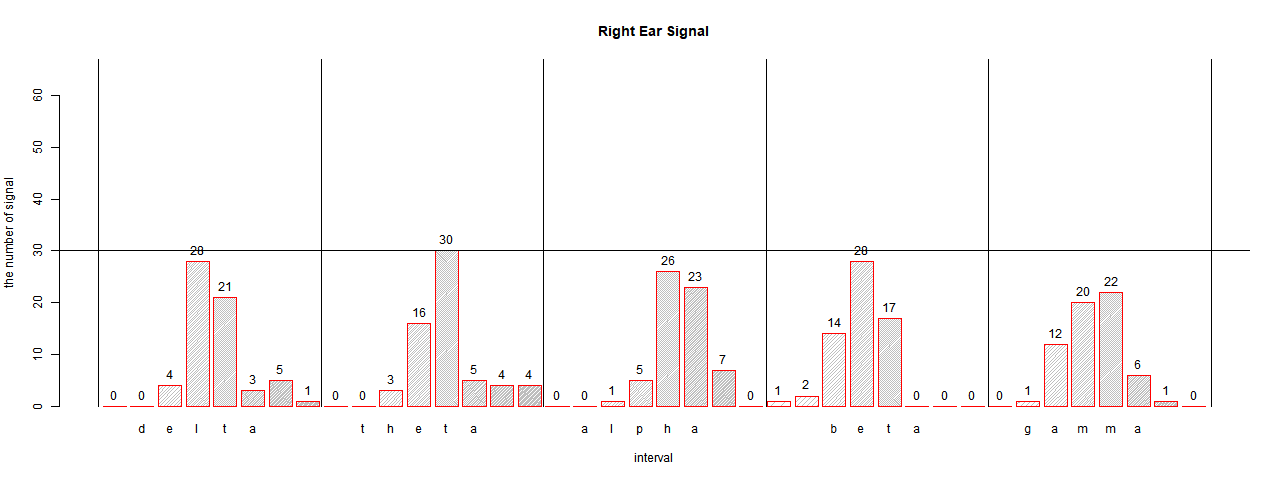 Right Ear Signal
the number of signal
60
50
40
30
20
10
0
0 0 4 28 21 3 5 1
0 0 3 16 30 5 4 4
0 0 1 5 26 23 7 0
1 2 14 28 17 0 0 0
0 1 12 20 22 6 1 0
d e l t a t h e t a a l p h a b e t a g a m m a
interval